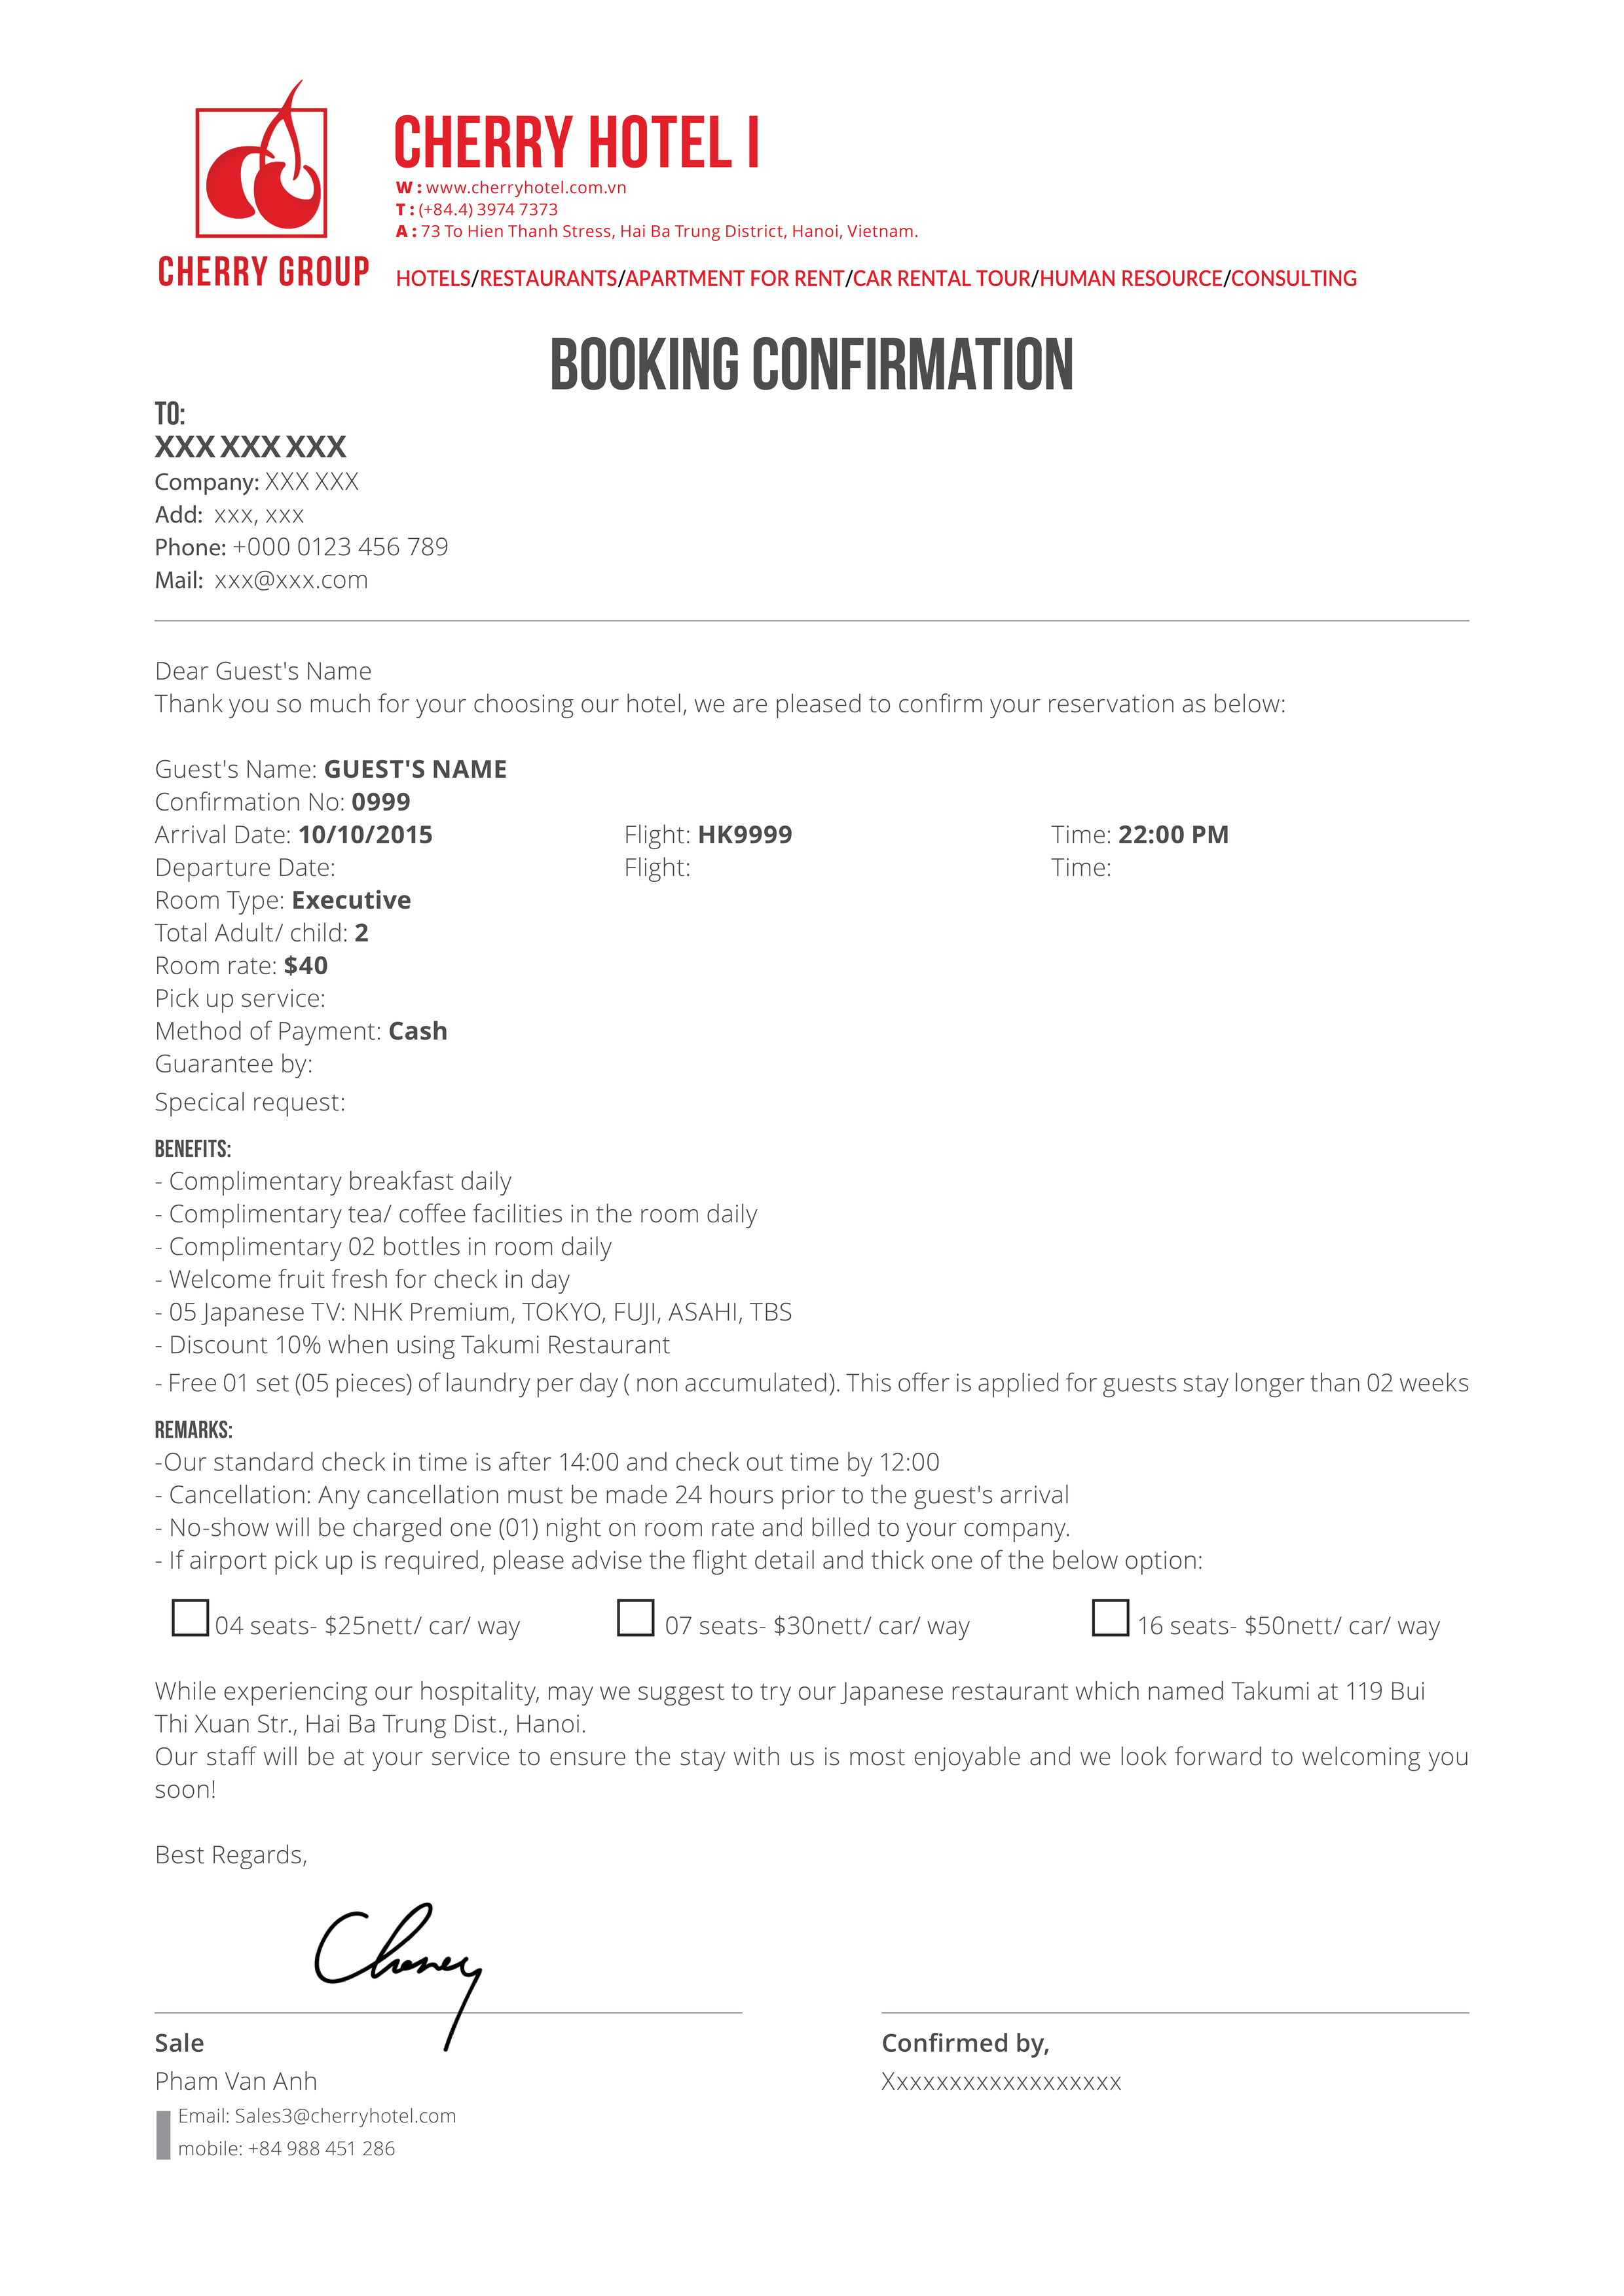 CHERRY HOTEL I
W : www.cherryhotel.com.vn
T : (+84.4) 3974 7373
A : 73 To Hien Thanh Stress, Hai Ba Trung District, Hanoi, Vietnam.
CHERRY GROUP
HOTELS/RESTAURANTS/APARTMENT FOR RENT/CAR RENTAL TOUR/HUMAN RESOURCE/CONSULTING
BOOKING CONFIRMATION
TO:
XXX XXX XXX
Company: XXX XXX
Add: xxx, xxx
Phone: +000 0123 456 789
Mail: xxx@xxx.com
Dear Guest's Name
Thank you so much for your choosing our hotel, we are pleased to confirm your reservation as below:
Guest's Name: GUEST'S NAME
Confirmation No: 0999
Arrival Date: 10/10/2015 Flight: HK9999 Time: 22:00 PM
Departure Date: Flight: Time:
Room Type: Executive
Total Adult/ child: 2
Room rate: $40
Pick up service:
Method of Payment: Cash
Guarantee by:
Specical request:
BENEFITS:
- Complimentary breakfast daily
- Complimentary tea/ coffee facilities in the room daily
- Complimentary 02 bottles in room daily
- Welcome fruit fresh for check in day
- 05 Japanese TV: NHK Premium, TOKYO, FUJI, ASAHI, TBS
- Discount 10% when using Takumi Restaurant
- Free 01 set (05 pieces) of laundry per day ( non accumulated). This offer is applied for guests stay longer than 02 weeks
REMARKS:
-Our standard check in time is after 14:00 and check out time by 12:00
- Cancellation: Any cancellation must be made 24 hours prior to the guest's arrival
- No-show will be charged one (01) night on room rate and billed to your company.
- If airport pick up is required, please advise the flight detail and thick one of the below option:
04 seats- $25nett/ car/ way 07 seats- $30nett/ car/ way 16 seats- $50nett/ car/ way
While experiencing our hospitality, may we suggest to try our Japanese restaurant which named Takumi at 119 Bui
Thi Xuan Str., Hai Ba Trung Dist., Hanoi.
Our staff will be at your service to ensure the stay with us is most enjoyable and we look forward to welcoming you
soon!
Best Regards,
Sale
Pham Van Anh
Email: Sales3@cherryhotel.com
mobile: +84 988 451 286
Confirmed by,
Xxxxxxxxxxxxxxxxxx